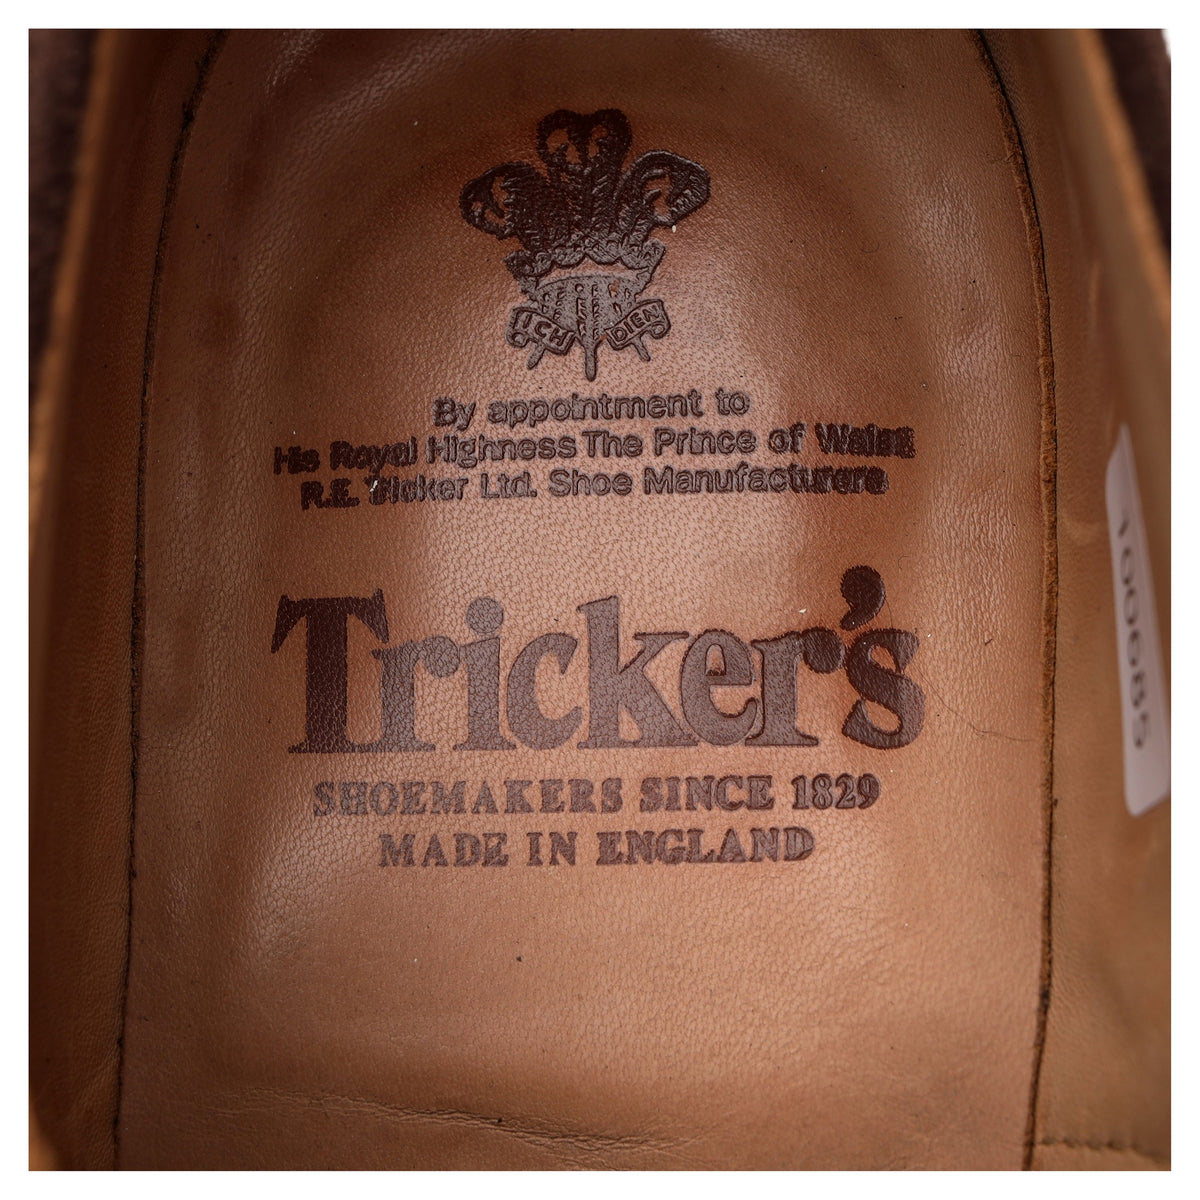 ICH DIEN
By appointment to
His Royal Highness The Prince of Wales
R.E. Tricker Ltd. Shoe Manufacturers
Tricker's
SHOEMAKERS SINCE 1829
MADE IN ENGLAND
100685